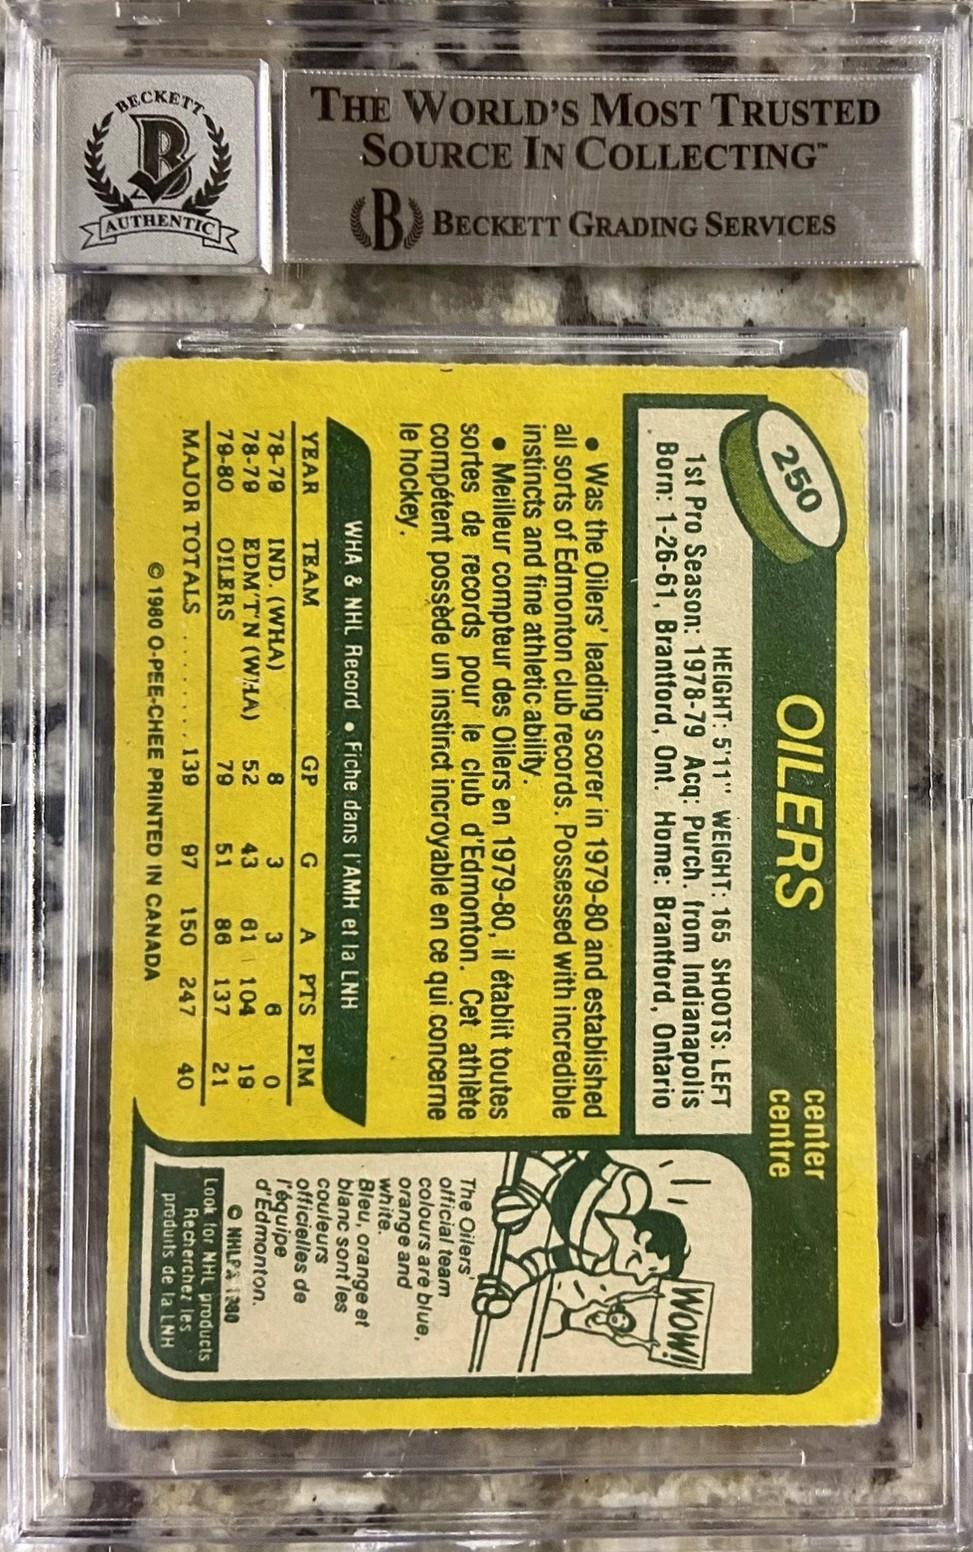 BECKETT
B
AUTHENTIC
THE WORLD'S MOST TRUSTED
SOURCE IN COLLECTING™
B BECKETT GRADING SERVICES
250
OILERS
center
centre
HEIGHT: 5'11" WEIGHT: 165 SHOOTS: LEFT
1st Pro Season: 1978-79 Acq: Purch. from Indianapolis
Born: 1-26-61, Brantford, Ont. Home: Brantford, Ontario
• Was the Oilers' leading scorer in 1979-80 and established
all sorts of Edmonton club records. Possessed with incredible
instincts and fine athletic ability.
• Meilleur compteur des Oilers en 1979-80, il établit toutes
sortes de records pour le club d'Edmonton. Cet athlète
compétent possède un instinct incroyable en ce qui concerne
le hockey.
WHA & NHL Record • Fiche dans l'AMH et la LNH
YEAR TEAM GP G A PTS PIM
78-79 IND. (WHA) 8 3 3 6 0
78-79 EDM'T'N (WHA) 52 43 61 104 19
79-80 OILERS 79 51 86 137 21
MAJOR TOTALS ......... 139 97 150 247 40
© 1980 O-PEE-CHEE PRINTED IN CANADA
WOW!
The Oilers'
official team
colours are blue,
orange and
white.
Bleu, orange et
blanc sont les
couleurs
officielles de
l'équipe
d'Edmonton.
© NHLPA 1980
Look for NHL products
Recherchez les
produits de la LNH